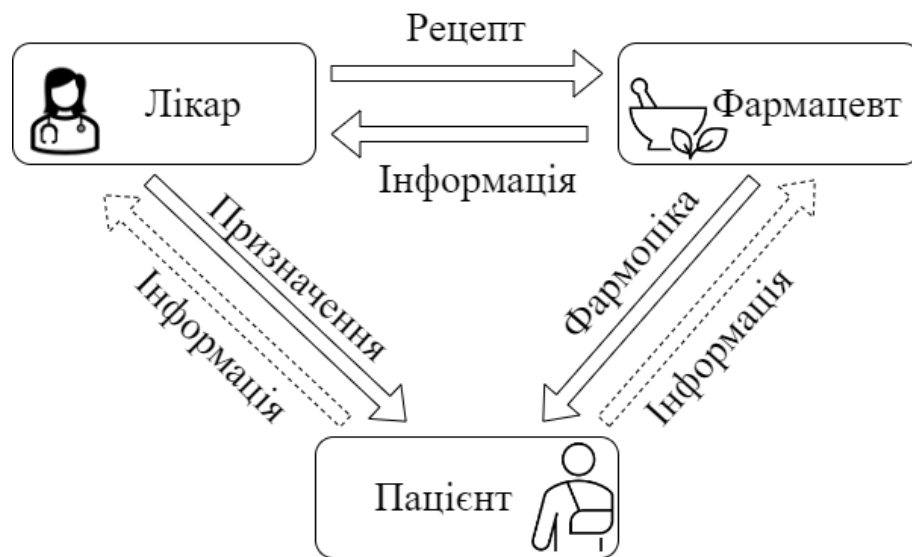 Рецепт
Лікар
Фармацевт
Інформація
Призначення
Інформація
Фармопіка
Інформація
Пацієнт